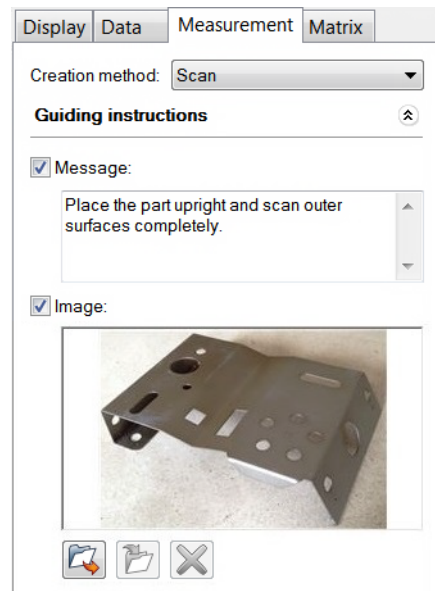 Display Data Measurement Matrix
Creation method: Scan
Guiding instructions
Message:
Place the part upright and scan outer
surfaces completely.
Image: